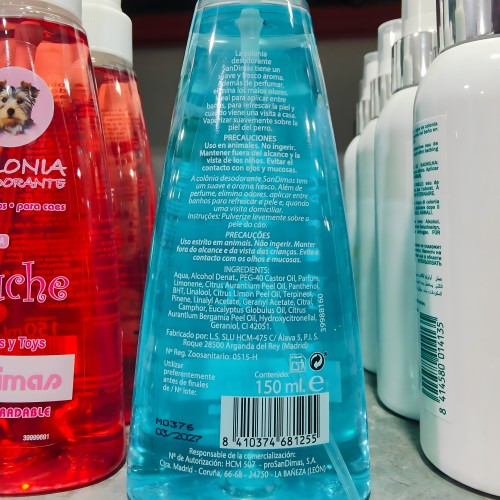 LONIA
DORANTE
os • para caes
uche
s y Toys
Dimas
RADABLE
39999691
La colonia
desodorante
SanDimas tiene un
suave y fresco aroma.
Además de perfumar,
elimina los malos olores.
Ideal para aplicar entre
baños, para refrescar la piel y
cuando viene una visita a casa.
Vaporizar suavemente sobre la
piel del perro.
PRECAUCIONES
Uso en animales. No ingerir.
Mantener fuera del alcance y la
vista de los niños. Evitar el
contacto con ojos y mucosas.
A colónia desodorante SanDimas tem
um suave e aroma fresco. Além de
perfume, elimina odores, aplicar entre
banhos para refrescar a pele e, quando
uma visita domiciliar.
Instruções: Pulverize levemente sobre a
pele do cão.
PRECAUÇÕES
Uso estrito em animais. Não ingerir. Manter
fora do alcance e da vista das crianças. Evite o
contato com os olhos e mucosas.
INGREDIENTS:
Aqua, Alcohol Denat., PEG-40 Castor Oil, Parfum,
Limonene, Citrus Aurantium Peel Oil, Panthenol,
BHT, Linalool, Citrus Limon Peel Oil, Terpineol,
Pinene, Linalyl Acetate, Geranyl Acetate, Citral,
Camphor, Eucalyptus Globulus Oil, Citrus
Aurantium Bergamia Peel Oil, Hydroxycitronellal,
Geraniol, CI 42051.
39998160
Fabricado por: L.S. SLU HCM-475 C/ Álava 5, P.I. S.
Roque 28500 Arganda del Rey (Madrid)
Nº Reg. Zoosanitario: 0515-H
Utilizar
preferentemente
antes de finales
de / Nº lote:
Contenido:
150 ml. e
M0376
03/2027
8 410374 681255
Responsable de la comercialización:
Nº de Autorización: HCM 507 - proSanDimas, S.L.
Ctra. Madrid - Coruña, 66-68 - 24750 LA BAÑEZA (LEÓN)
8 414580 014135